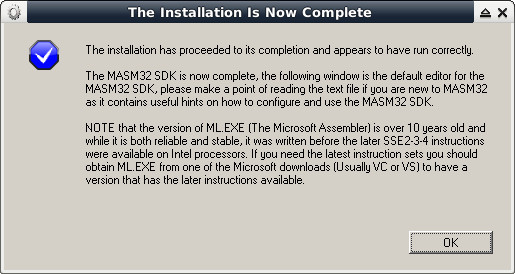 The Installation Is Now Complete
The installation has proceeded to its completion and appears to have run correctly.
The MASM32 SDK is now complete, the following window is the default editor for the
MASM32 SDK, please make a point of reading the text file if you are new to MASM32
as it contains useful hints on how to configure and use the MASM32 SDK.
NOTE that the version of ML.EXE (The Microsoft Assembler) is over 10 years old and
while it is both reliable and stable, it was written before the later SSE2-3-4 instructions
were available on Intel processors. If you need the latest instruction sets you should
obtain ML.EXE from one of the Microsoft downloads (Usually VC or VS) to have a
version that has the later instructions available.
OK